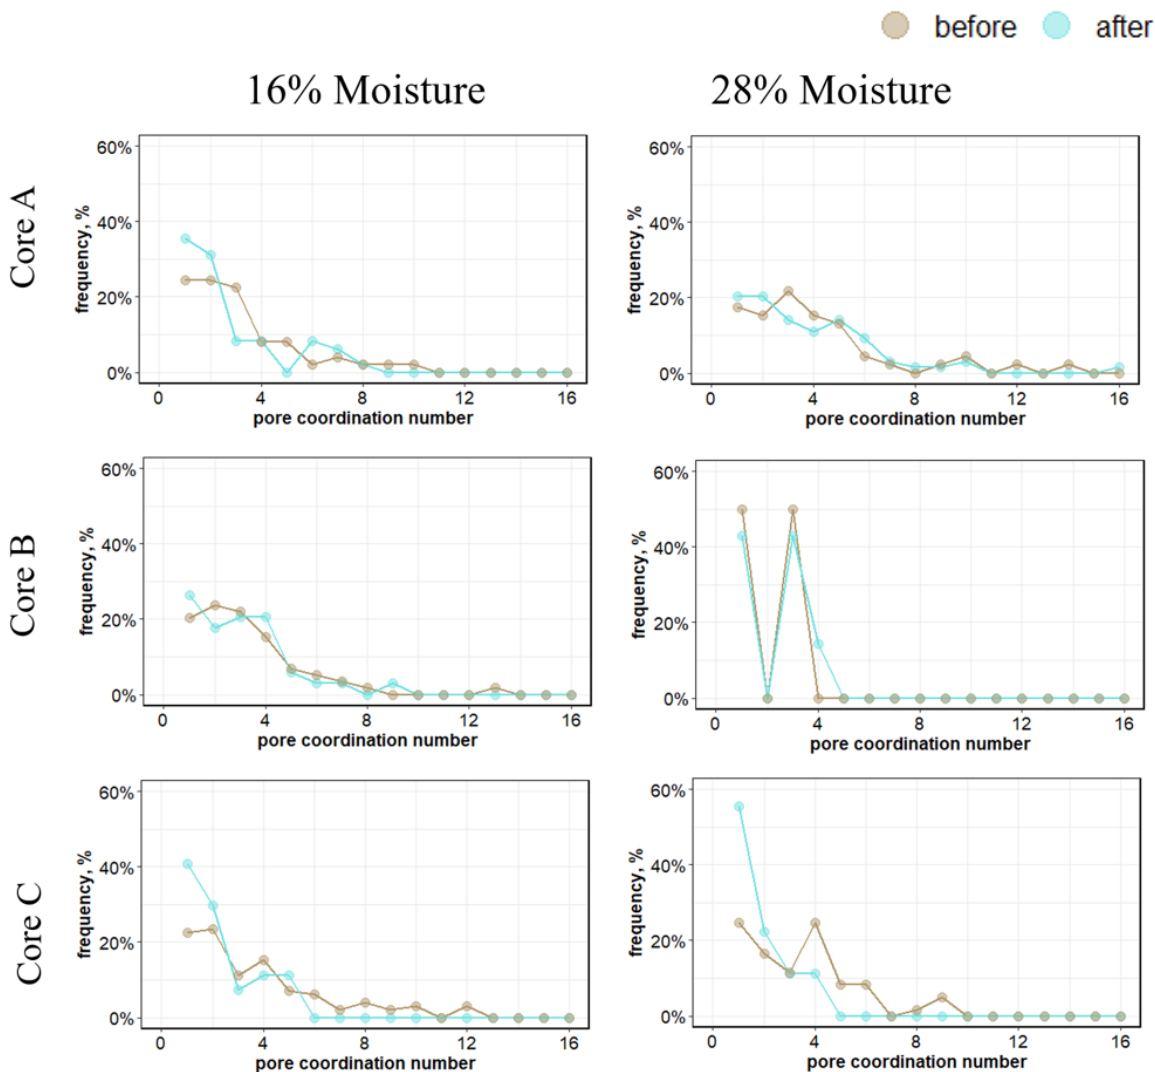 before after
16% Moisture 28% Moisture
Core A
frequency, %
60%
40%
20%
0%
0 4 8 12 16
pore coordination number
frequency, %
60%
40%
20%
0%
0 4 8 12 16
pore coordination number
Core B
frequency, %
60%
40%
20%
0%
0 4 8 12 16
pore coordination number
frequency, %
60%
40%
20%
0%
0 4 8 12 16
pore coordination number
Core C
frequency, %
60%
40%
20%
0%
0 4 8 12 16
pore coordination number
frequency, %
60%
40%
20%
0%
0 4 8 12 16
pore coordination number